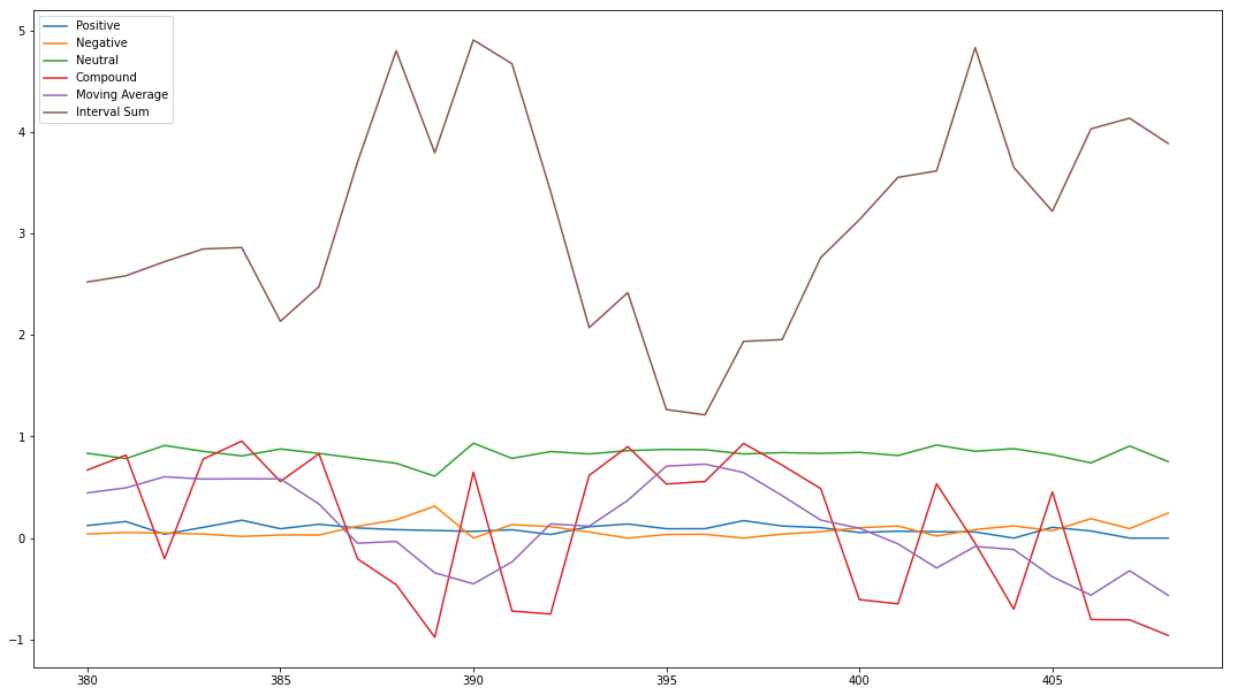 5
4
3
2
1
0
−1
Positive
Negative
Neutral
Compound
Moving Average
Interval Sum
380 385 390 395 400 405